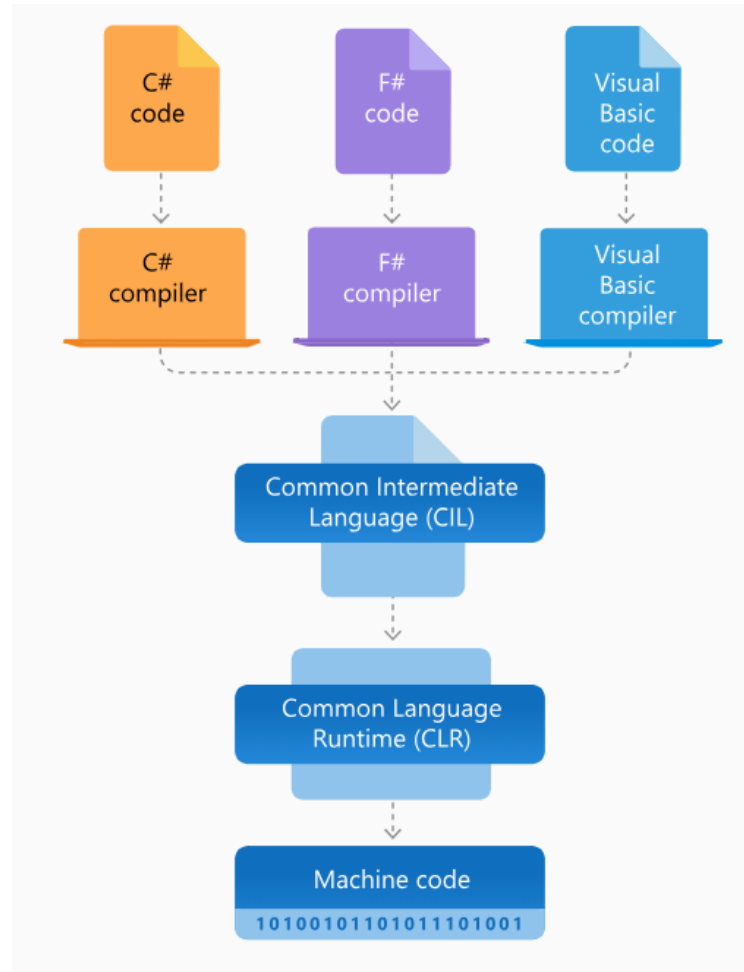 C#
code
F#
code
Visual
Basic
code
C#
compiler
F#
compiler
Visual
Basic
compiler
Common Intermediate
Language (CIL)
Common Language
Runtime (CLR)
Machine code
101001011010111101001